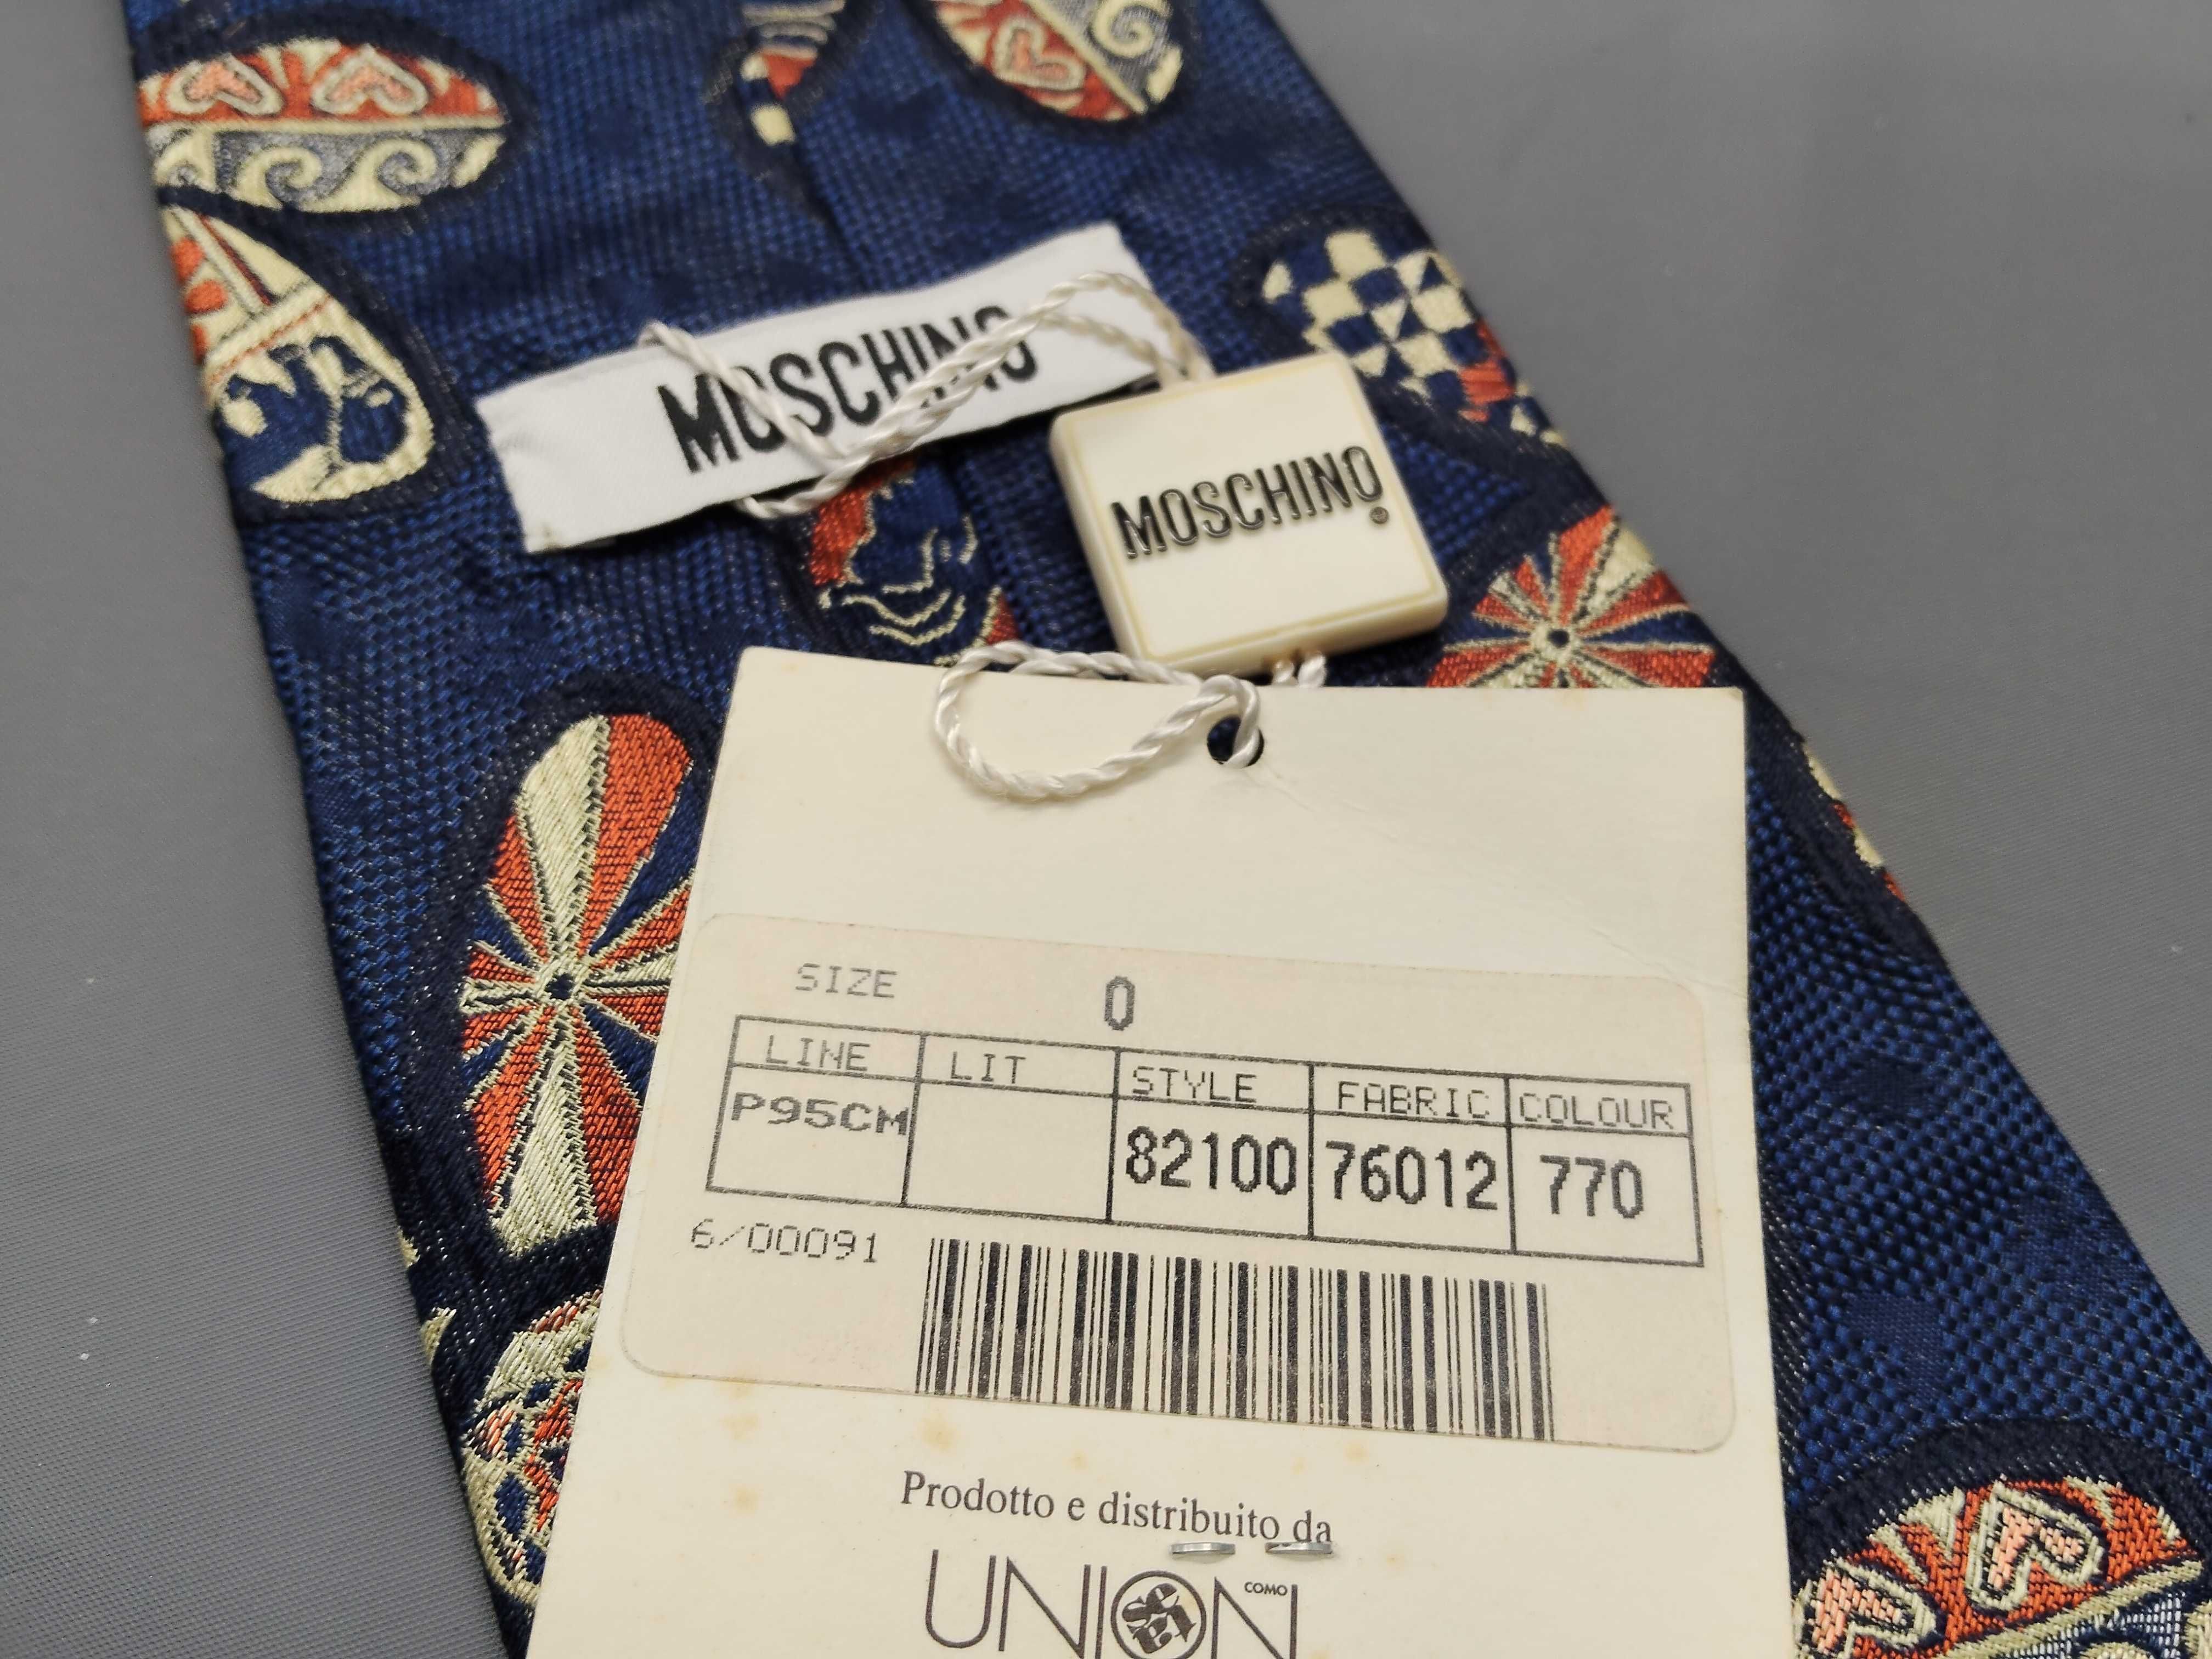 MOSCHINO
MOSCHINO®
SIZE 0
LINE LIT STYLE FABRIC COLOUR
P95CM 82100 76012 770
6/00091
Prodotto e distribuito da
UNION COMO
SETA